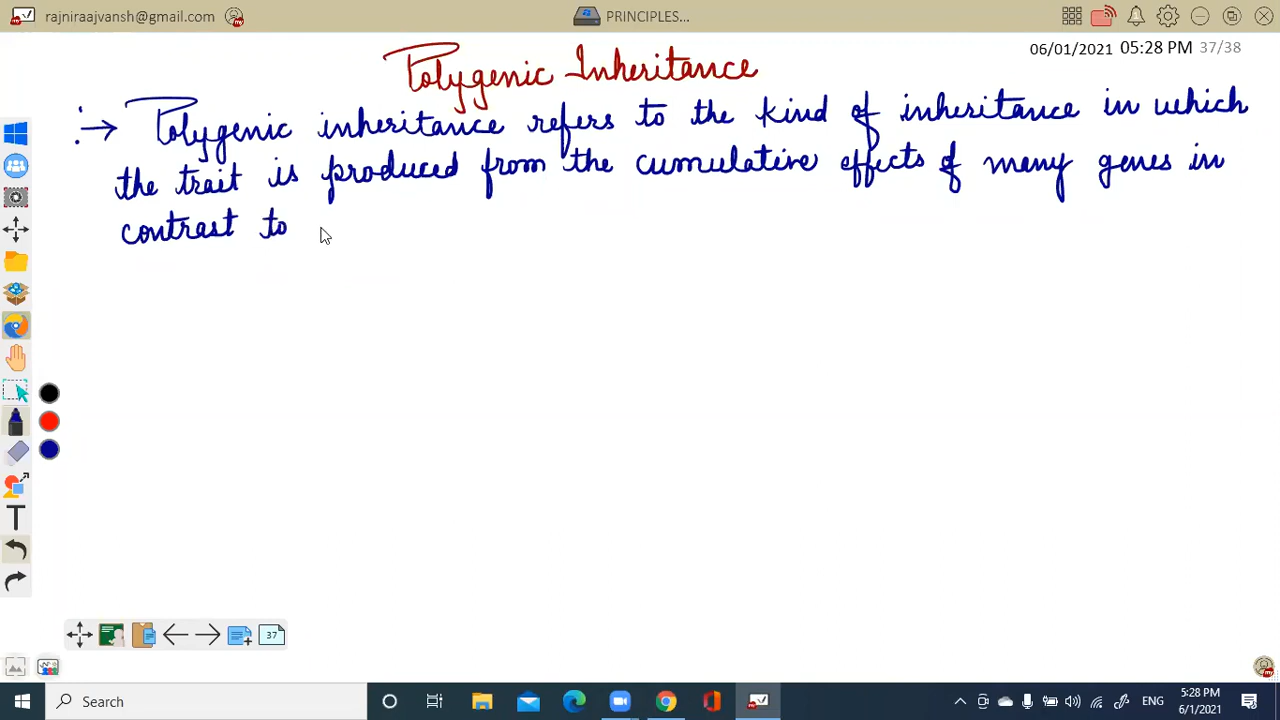 rajniraajvansh@gmail.com
PRINCIPLES...
06/01/2021 05:28 PM 37/38
Polygenic Inheritance
:→ Polygenic inheritance refers to the kind of inheritance in which
the trait is produced from the cumulative effects of many genes in
contrast to
T
37
Search
ENG
5:28 PM
6/1/2021